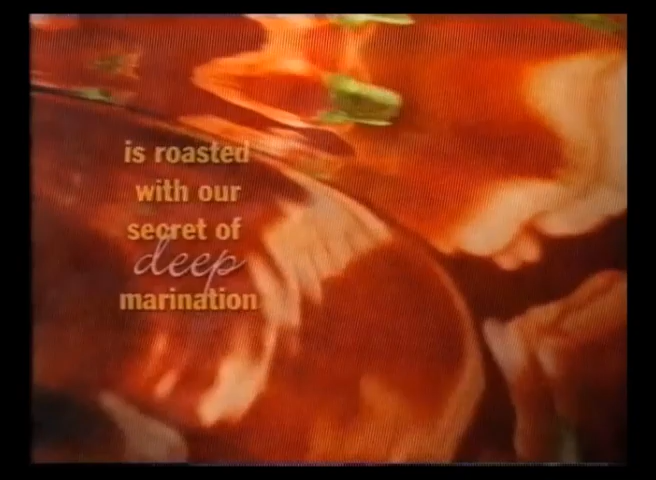 is roasted
with our
secret of
deep
marination